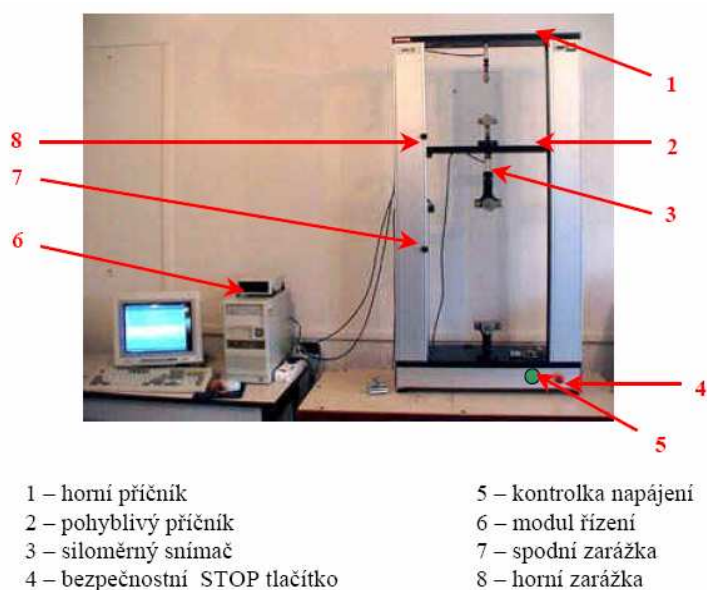 1
8
2
7
3
6
4
5
1 – horní příčník
2 – pohyblivý příčník
3 – siloměrný snímač
4 – bezpečnostní STOP tlačítko
5 – kontrolka napájení
6 – modul řízení
7 – spodní zarážka
8 – horní zarážka